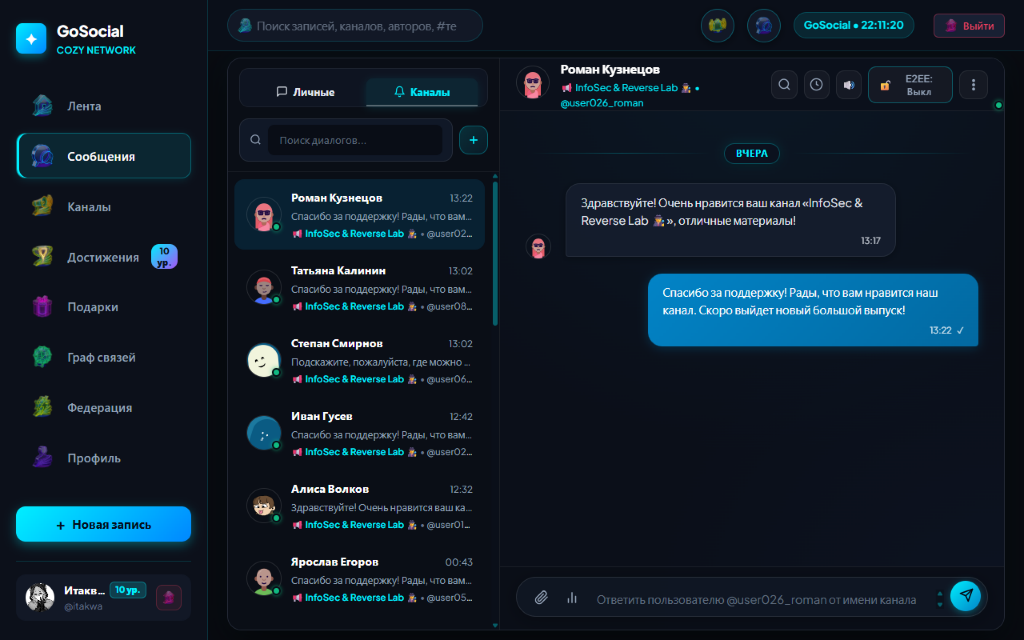 GoSocial
COZY NETWORK
Лента
Сообщения
Каналы
Достижения
10
ур.
Подарки
Граф связей
Федерация
Профиль
+ Новая запись
Итакв...
10 ур.
@itakwa
Поиск записей, каналов, авторов, #те
GoSocial • 22:11:20
Выйти
Личные
Каналы
Поиск диалогов...
+
Роман Кузнецов
13:22
Спасибо за поддержку! Рады, что вам...
InfoSec & Reverse Lab • @user02...
Татьяна Калинин
13:02
Спасибо за поддержку! Рады, что вам...
InfoSec & Reverse Lab • @user08...
Степан Смирнов
13:02
Подскажите, пожалуйста, где можно ...
InfoSec & Reverse Lab • @user06...
Иван Гусев
12:42
Спасибо за поддержку! Рады, что вам...
InfoSec & Reverse Lab • @user02...
Алиса Волков
12:32
Здравствуйте! Очень нравится ваш ка...
InfoSec & Reverse Lab • @user01...
Ярослав Егоров
00:43
Спасибо за поддержку! Рады, что вам...
InfoSec & Reverse Lab • @user05...
Роман Кузнецов
InfoSec & Reverse Lab •
@user026_roman
E2EE:
Выкл
ВЧЕРА
Здравствуйте! Очень нравится ваш канал «InfoSec &
Reverse Lab », отличные материалы!
13:17
Спасибо за поддержку! Рады, что вам нравится наш
канал. Скоро выйдет новый большой выпуск!
13:22 ✓
Ответить пользователю @user026_roman от имени канала